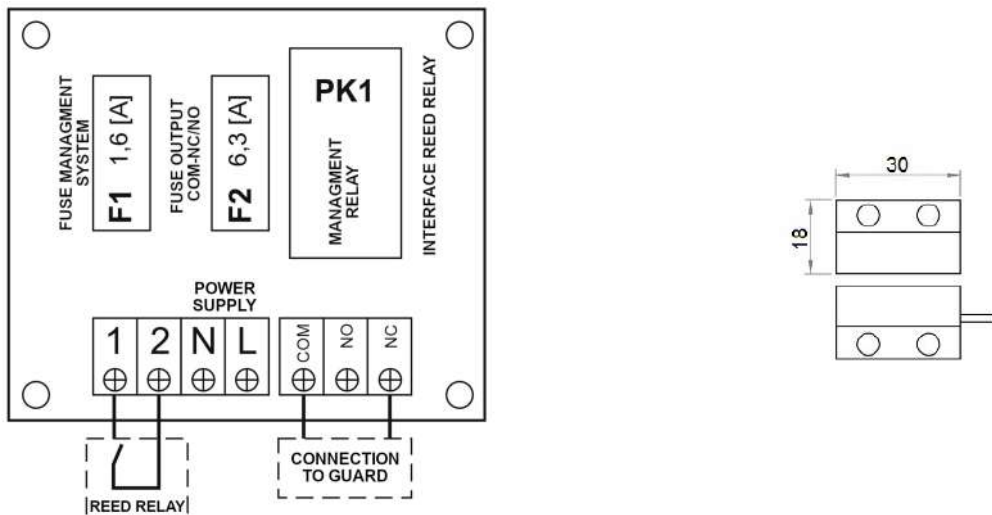 FUSE MANAGMENT
SYSTEM
F1 1,6 [A]
FUSE OUTPUT
COM-NC/NO
F2 6,3 [A]
PK1
MANAGMENT
RELAY
INTERFACE REED RELAY
POWER
SUPPLY
1 2 N L
COM NO NC
REED RELAY
CONNECTION
TO GUARD
30
18